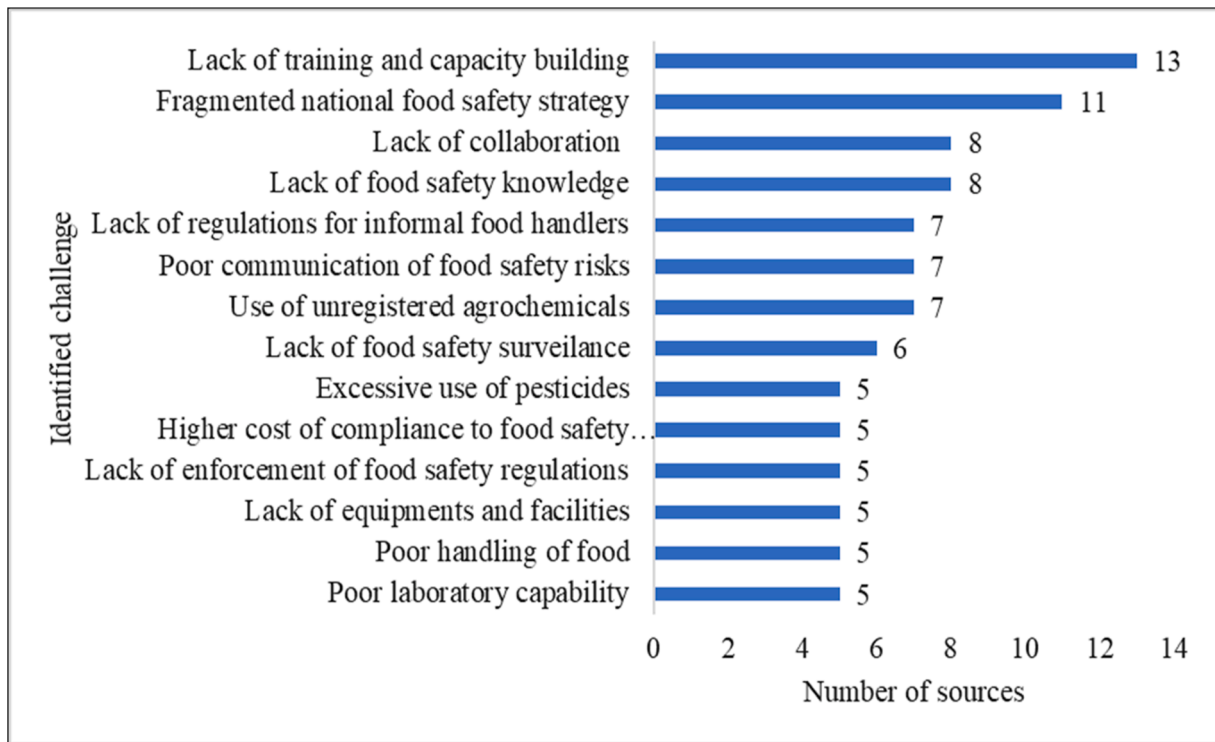 Lack of training and capacity building 13
Fragmented national food safety strategy 11
Lack of collaboration 8
Lack of food safety knowledge 8
Lack of regulations for informal food handlers 7
Poor communication of food safety risks 7
Use of unregistered agrochemicals 7
Lack of food safety surveilance 6
Excessive use of pesticides 5
Higher cost of compliance to food safety… 5
Lack of enforcement of food safety regulations 5
Lack of equipments and facilities 5
Poor handling of food 5
Poor laboratory capability 5
Identified challenge
0 2 4 6 8 10 12 14
Number of sources